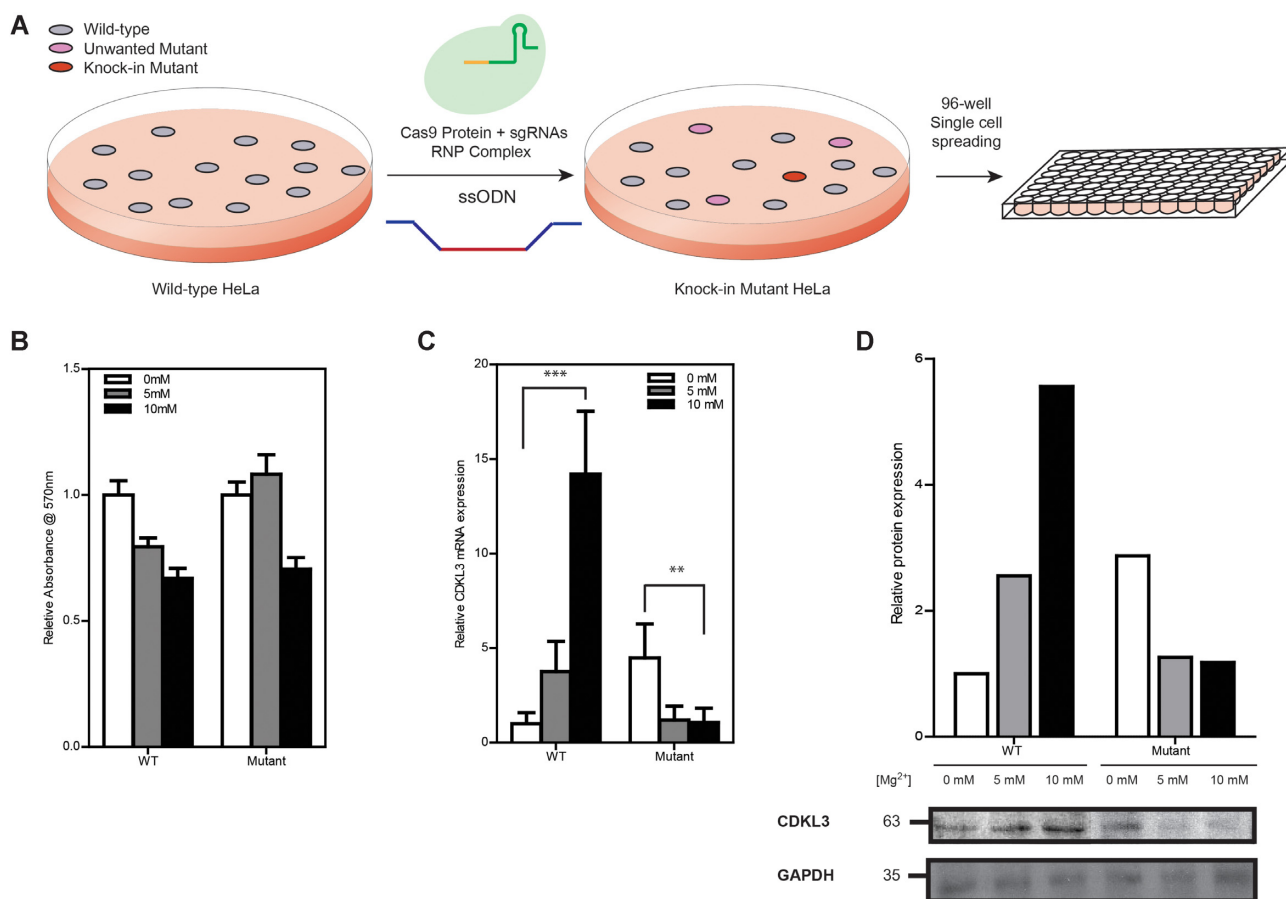 A
Wild-type
Unwanted Mutant
Knock-in Mutant
Cas9 Protein + sgRNAs
RNP Complex
ssODN
96-well
Single cell
spreading
Wild-type HeLa
Knock-in Mutant HeLa
B
Reletive Absorbance @ 570nm
1.5
1.0
0.5
0.0
0mM
5mM
10mM
WT
Mutant
C
Relative CDKL3 mRNA expression
20
15
10
5
0
***
**
0 mM
5 mM
10 mM
WT
Mutant
D
Relative protein expression
6
4
2
0
WT
Mutant
[Mg²⁺]
0 mM 5 mM 10 mM 0 mM 5 mM 10 mM
CDKL3 63
GAPDH 35